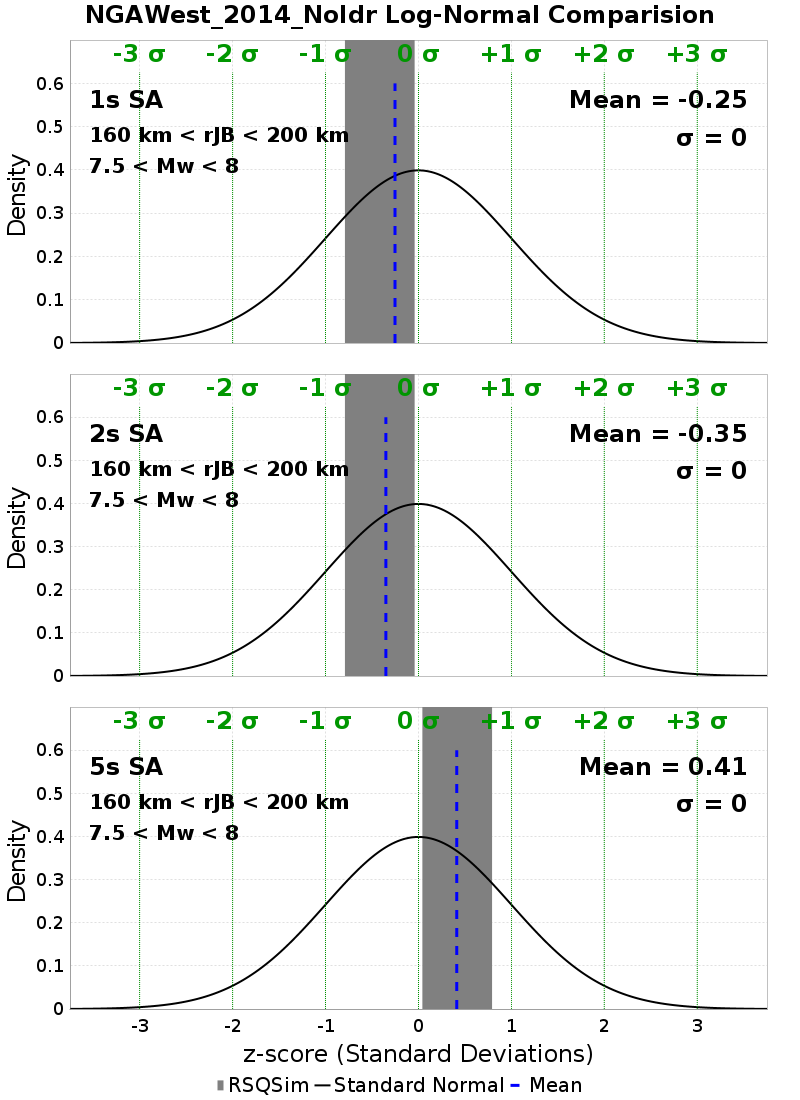 NGAWest_2014_NoIdr Log-Normal Comparision
-3 σ -2 σ -1 σ 0 σ +1 σ +2 σ +3 σ
0.6
1s SA Mean = -0.25
0.5
160 km < rJB < 200 km σ = 0
7.5 < Mw < 8
0.4
Density
0.3
0.2
0.1
0
-3 σ -2 σ -1 σ 0 σ +1 σ +2 σ +3 σ
0.6
2s SA Mean = -0.35
0.5
160 km < rJB < 200 km σ = 0
7.5 < Mw < 8
0.4
Density
0.3
0.2
0.1
0
-3 σ -2 σ -1 σ 0 σ +1 σ +2 σ +3 σ
0.6
5s SA Mean = 0.41
0.5
160 km < rJB < 200 km σ = 0
7.5 < Mw < 8
0.4
Density
0.3
0.2
0.1
0
-3 -2 -1 0 1 2 3
z-score (Standard Deviations)
RSQSim Standard Normal Mean